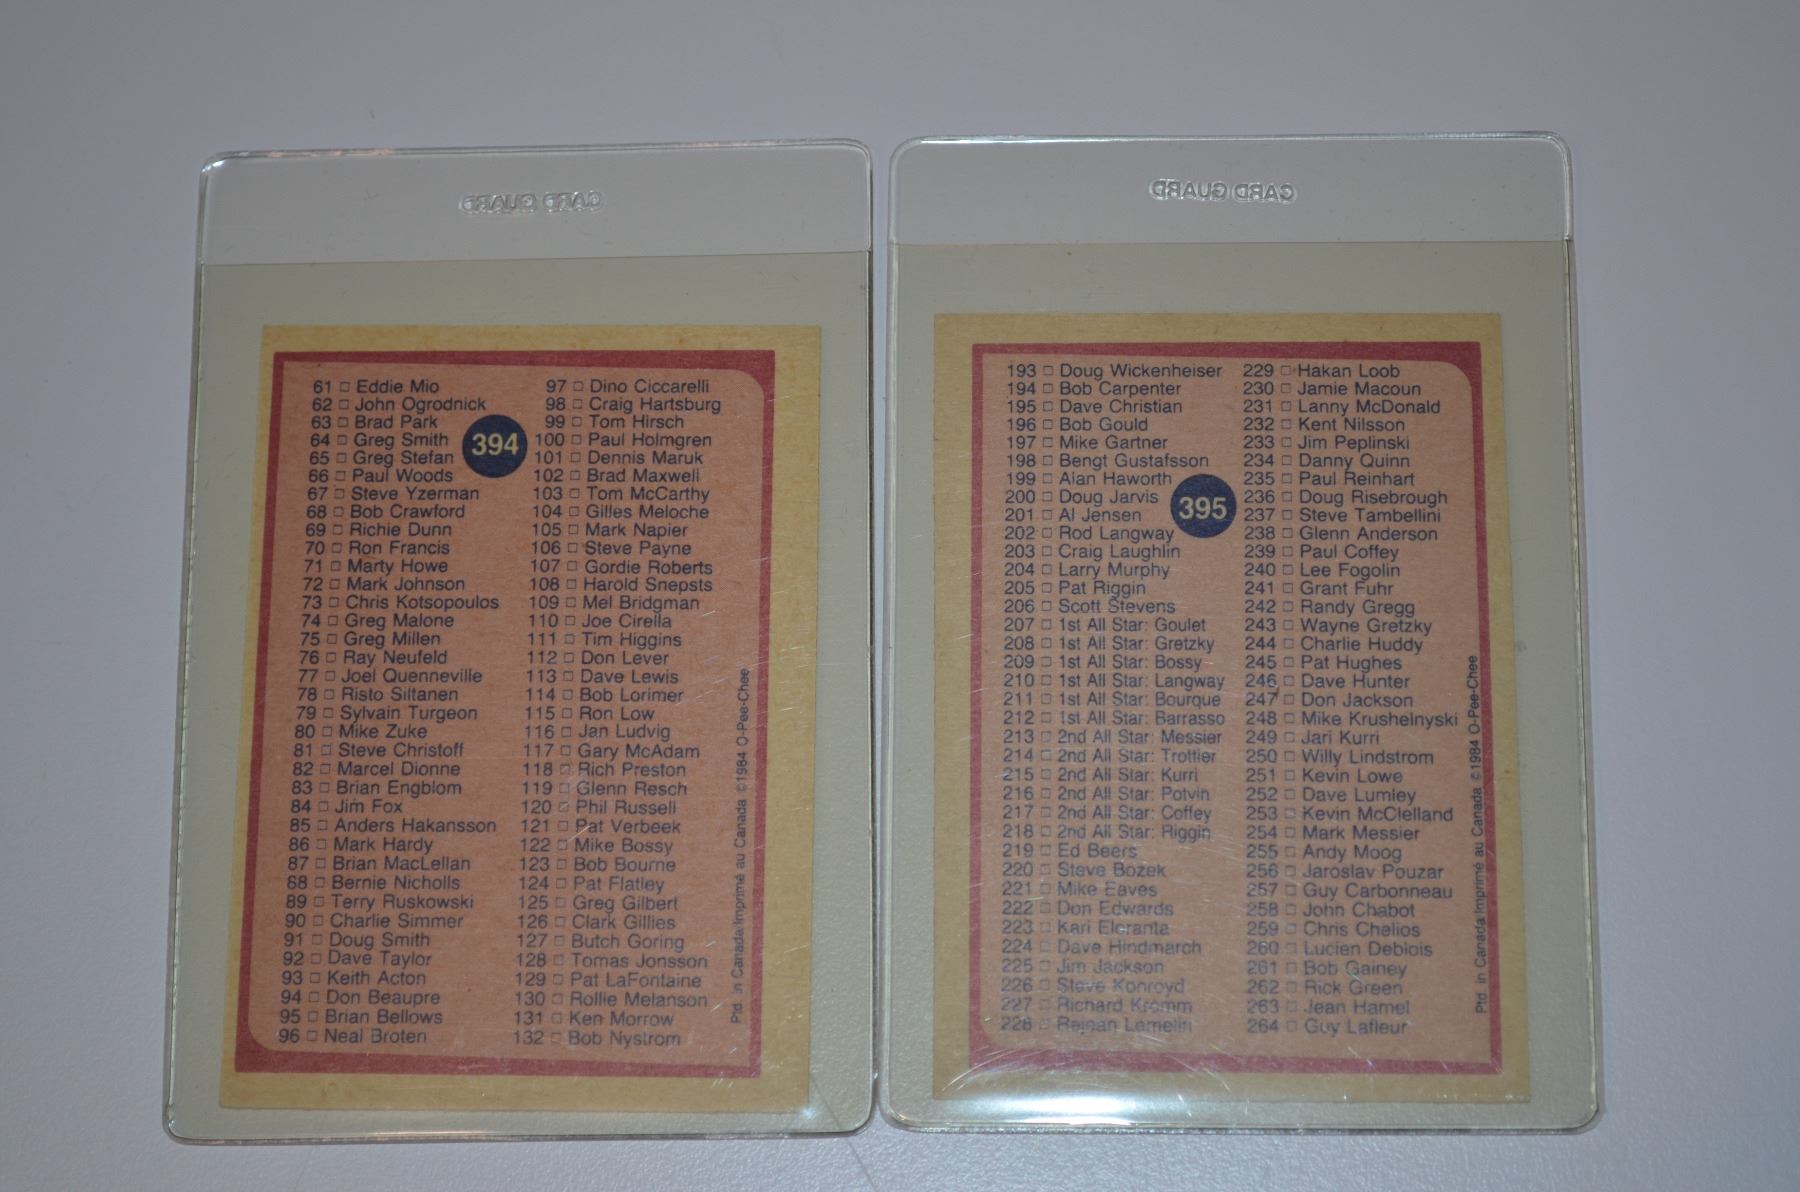 CARD GUARD
61 □ Eddie Mio
62 □ John Ogrodnick
63 □ Brad Park
64 □ Greg Smith
65 □ Greg Stefan
66 □ Paul Woods
67 □ Steve Yzerman
68 □ Bob Crawford
69 □ Richie Dunn
70 □ Ron Francis
71 □ Marty Howe
72 □ Mark Johnson
73 □ Chris Kotsopoulos
74 □ Greg Malone
75 □ Greg Millen
76 □ Ray Neufeld
77 □ Joel Quenneville
78 □ Risto Siltanen
79 □ Sylvain Turgeon
80 □ Mike Zuke
81 □ Steve Christoff
82 □ Marcel Dionne
83 □ Brian Engblom
84 □ Jim Fox
85 □ Anders Hakansson
86 □ Mark Hardy
87 □ Brian MacLellan
68 □ Bernie Nicholls
89 □ Terry Ruskowski
90 □ Charlie Simmer
91 □ Doug Smith
92 □ Dave Taylor
93 □ Keith Acton
94 □ Don Beaupre
95 □ Brian Bellows
96 □ Neal Broten
394
97 □ Dino Ciccarelli
98 □ Craig Hartsburg
99 □ Tom Hirsch
100 □ Paul Holmgren
101 □ Dennis Maruk
102 □ Brad Maxwell
103 □ Tom McCarthy
104 □ Gilles Meloche
105 □ Mark Napier
106 □ Steve Payne
107 □ Gordie Roberts
108 □ Harold Snepsts
109 □ Mel Bridgman
110 □ Joe Cirella
111 □ Tim Higgins
112 □ Don Lever
113 □ Dave Lewis
114 □ Bob Lorimer
115 □ Ron Low
116 □ Jan Ludvig
117 □ Gary McAdam
118 □ Rich Preston
119 □ Glenn Resch
120 □ Phil Russell
121 □ Pat Verbeek
122 □ Mike Bossy
123 □ Bob Bourne
124 □ Pat Flatley
125 □ Greg Gilbert
126 □ Clark Gillies
127 □ Butch Goring
128 □ Tomas Jonsson
129 □ Pat LaFontaine
130 □ Rollie Melanson
131 □ Ken Morrow
132 □ Bob Nystrom
Ptd. in Canada/Imprimé au Canada ©1984 O-Pee-Chee
CARD GUARD
193 □ Doug Wickenheiser
194 □ Bob Carpenter
195 □ Dave Christian
196 □ Bob Gould
197 □ Mike Gartner
198 □ Bengt Gustafsson
199 □ Alan Haworth
200 □ Doug Jarvis
201 □ Al Jensen
202 □ Rod Langway
203 □ Craig Laughlin
204 □ Larry Murphy
205 □ Pat Riggin
206 □ Scott Stevens
207 □ 1st All Star: Goulet
208 □ 1st All Star: Gretzky
209 □ 1st All Star: Bossy
210 □ 1st All Star: Langway
211 □ 1st All Star: Bourque
212 □ 1st All Star: Barrasso
213 □ 2nd All Star: Messier
214 □ 2nd All Star: Trottier
215 □ 2nd All Star: Kurri
216 □ 2nd All Star: Potvin
217 □ 2nd All Star: Coffey
218 □ 2nd All Star: Riggin
219 □ Ed Beers
220 □ Steve Bozek
221 □ Mike Eaves
222 □ Don Edwards
223 □ Kari Eloranta
224 □ Dave Hindmarch
225 □ Jim Jackson
226 □ Steve Konroyd
227 □ Richard Kromm
228 □ Rejean Lemelin
395
229 □ Hakan Loob
230 □ Jamie Macoun
231 □ Lanny McDonald
232 □ Kent Nilsson
233 □ Jim Peplinski
234 □ Danny Quinn
235 □ Paul Reinhart
236 □ Doug Risebrough
237 □ Steve Tambellini
238 □ Glenn Anderson
239 □ Paul Coffey
240 □ Lee Fogolin
241 □ Grant Fuhr
242 □ Randy Gregg
243 □ Wayne Gretzky
244 □ Charlie Huddy
245 □ Pat Hughes
246 □ Dave Hunter
247 □ Don Jackson
248 □ Mike Krushelnyski
249 □ Jari Kurri
250 □ Willy Lindstrom
251 □ Kevin Lowe
252 □ Dave Lumley
253 □ Kevin McClelland
254 □ Mark Messier
255 □ Andy Moog
256 □ Jaroslav Pouzar
257 □ Guy Carbonneau
258 □ John Chabot
259 □ Chris Chelios
260 □ Lucien Deblois
261 □ Bob Gainey
262 □ Rick Green
263 □ Jean Hamel
264 □ Guy Lafleur
Ptd. in Canada/Imprimé au Canada ©1984 O-Pee-Chee